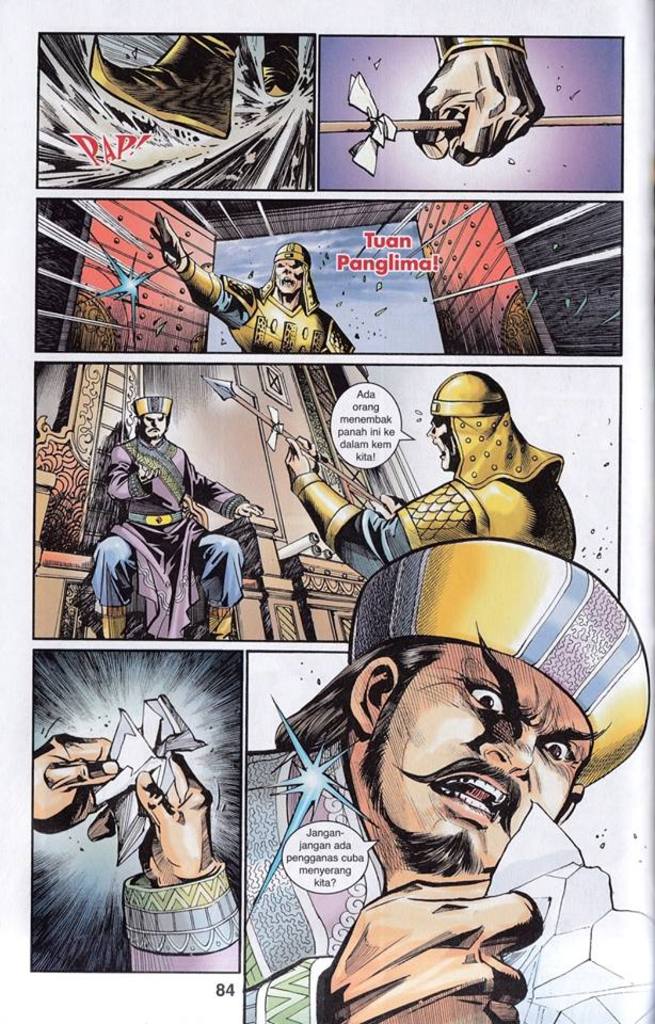 PAP!
Tuan
Panglima!
Ada
orang
menembak
panah ini ke
dalam kem
kita!
Jangan-
jangan ada
pengganas cuba
menyerang
kita?
84